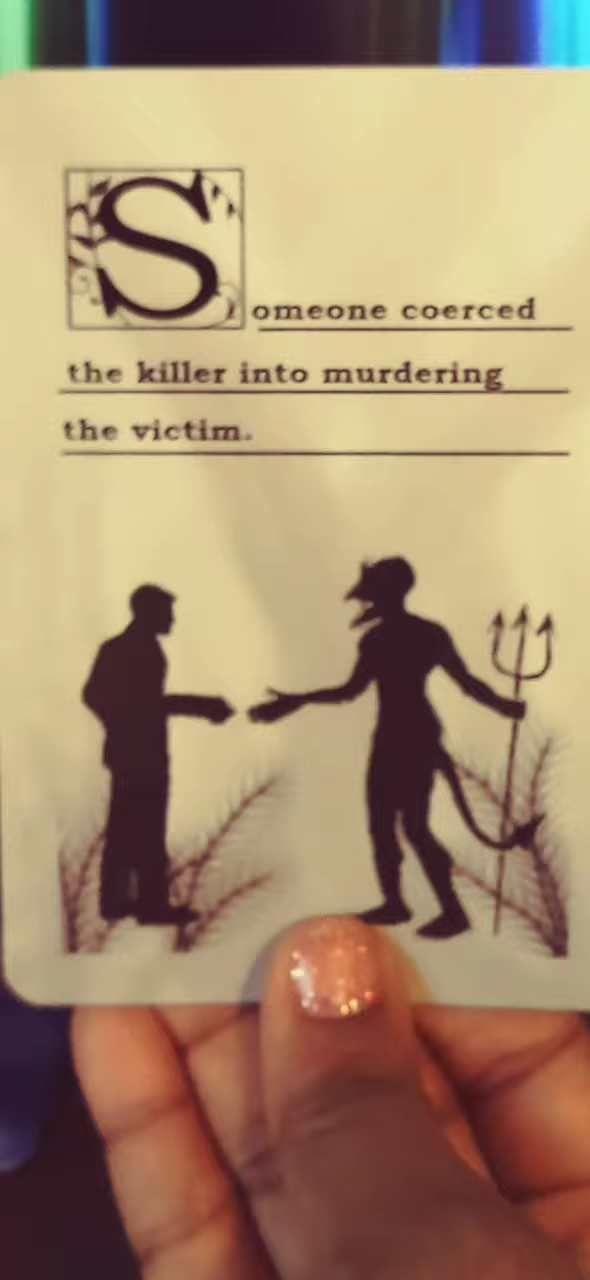 Someone coerced
the killer into murdering
the victim.